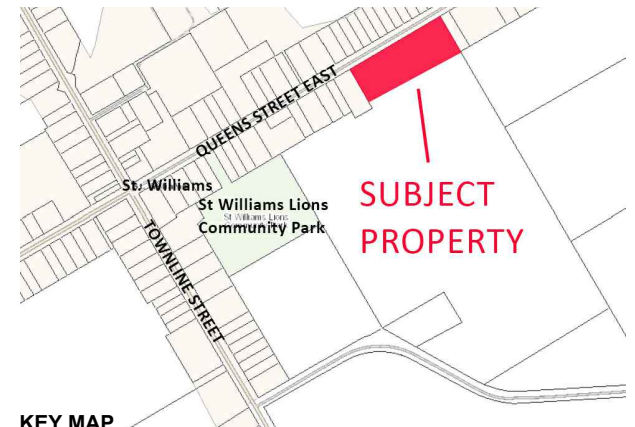 QUEENS STREET EAST
St. Williams
St Williams Lions
Community Park
St Williams Lions
SUBJECT
PROPERTY
TOWNLINE STREET
KEY MAP